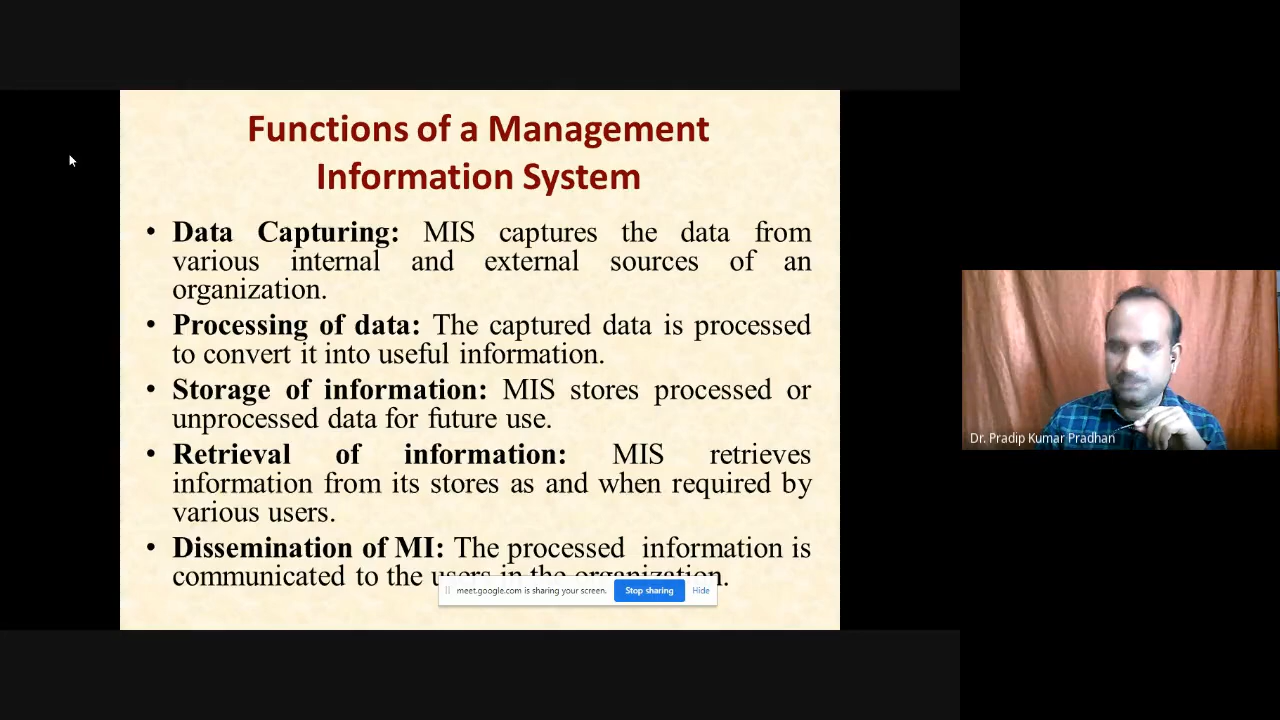 Functions of a Management
Information System
• Data Capturing: MIS captures the data from
various internal and external sources of an
organization.
• Processing of data: The captured data is processed
to convert it into useful information.
• Storage of information: MIS stores processed or
unprocessed data for future use.
• Retrieval of information: MIS retrieves
information from its stores as and when required by
various users.
• Dissemination of MI: The processed information is
communicated to the users in the organization.
meet.google.com is sharing your screen. Stop sharing Hide
Dr. Pradip Kumar Pradhan